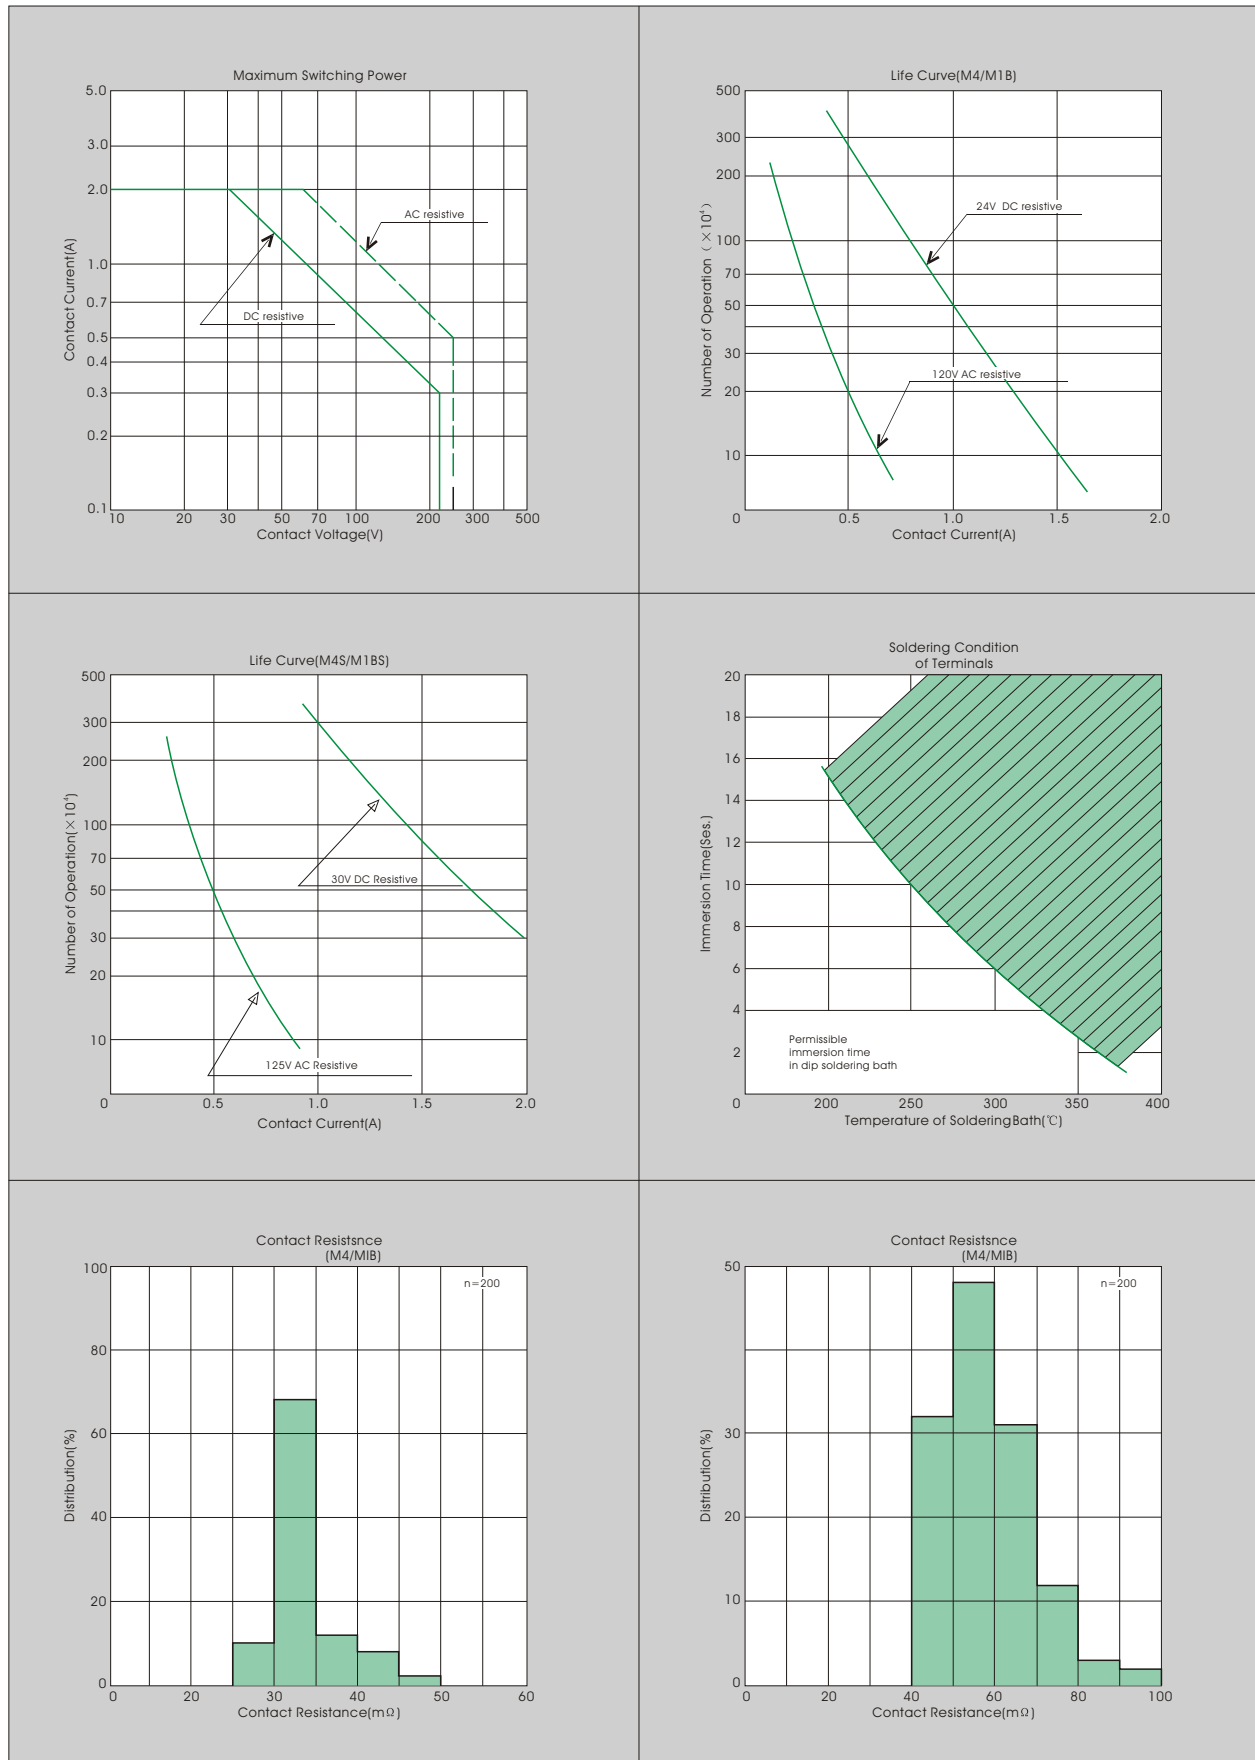 Maximum Switching Power
5.0
3.0
2.0
1.0
0.7
0.5
0.4
0.3
0.2
0.1
Contact Current(A)
AC resistive
DC resistive
10 20 30 50 70 100 200 300 500
Contact Voltage(V)
Life Curve(M4/M1B)
500
300
200
100
70
50
30
20
10
0
Number of Operation ( ×10⁴)
24V DC resistive
120V AC resistive
0.5 1.0 1.5 2.0
Contact Current(A)
Life Curve(M4S/M1BS)
500
300
200
100
70
50
30
20
10
0
Number of Operation(×10⁴)
30V DC Resistive
125V AC Resistive
0.5 1.0 1.5 2.0
Contact Current(A)
Soldering Condition
of Terminals
20
18
16
14
12
10
8
6
4
2
0
Immersion Time(Ses.)
Permissible
immersion time
in dip soldering bath
200 250 300 350 400
Temperature of SolderingBath(℃)
Contact Resistsnce
(M4/MIB)
100
80
60
40
20
0
Distribution(%)
n=200
0 20 30 40 50 60
Contact Resistance(mΩ)
Contact Resistsnce
(M4/MIB)
50
30
20
10
0
Distribution(%)
n=200
0 20 40 60 80 100
Contact Resistance(mΩ)